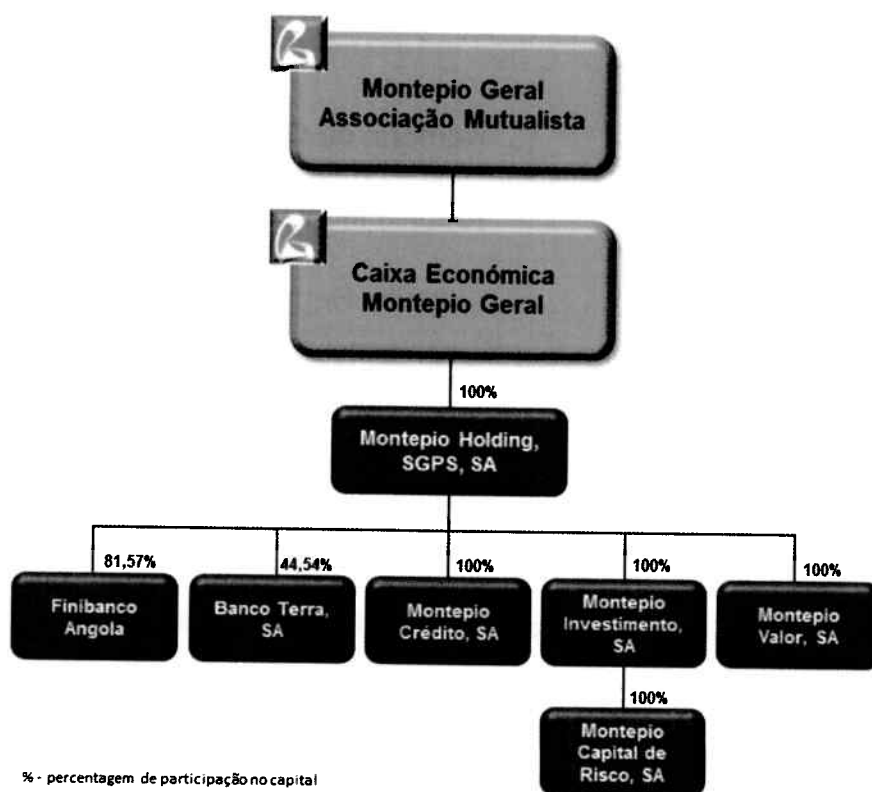 Montepio Geral
Associação Mutualista
Caixa Económica
Montepio Geral
100%
Montepio Holding,
SGPS, SA
81,57%
44,54%
100%
100%
100%
Finibanco
Angola
Banco Terra,
SA
Montepio
Crédito, SA
Montepio
Investimento,
SA
Montepio
Valor, SA
100%
Montepio
Capital de
Risco, SA
% - percentagem de participação no capital